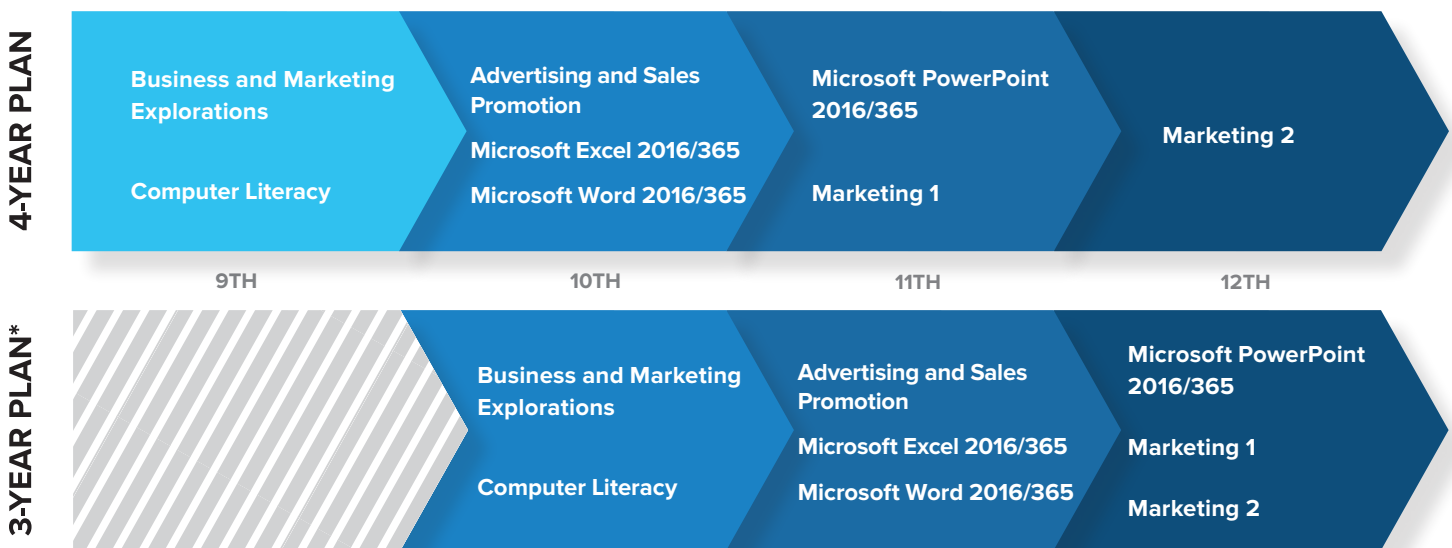 4-YEAR PLAN
Business and Marketing
Explorations
Computer Literacy
Advertising and Sales
Promotion
Microsoft Excel 2016/365
Microsoft Word 2016/365
Microsoft PowerPoint
2016/365
Marketing 1
Marketing 2
9TH
10TH
11TH
12TH
3-YEAR PLAN*
Business and Marketing
Explorations
Computer Literacy
Advertising and Sales
Promotion
Microsoft Excel 2016/365
Microsoft Word 2016/365
Microsoft PowerPoint
2016/365
Marketing 1
Marketing 2